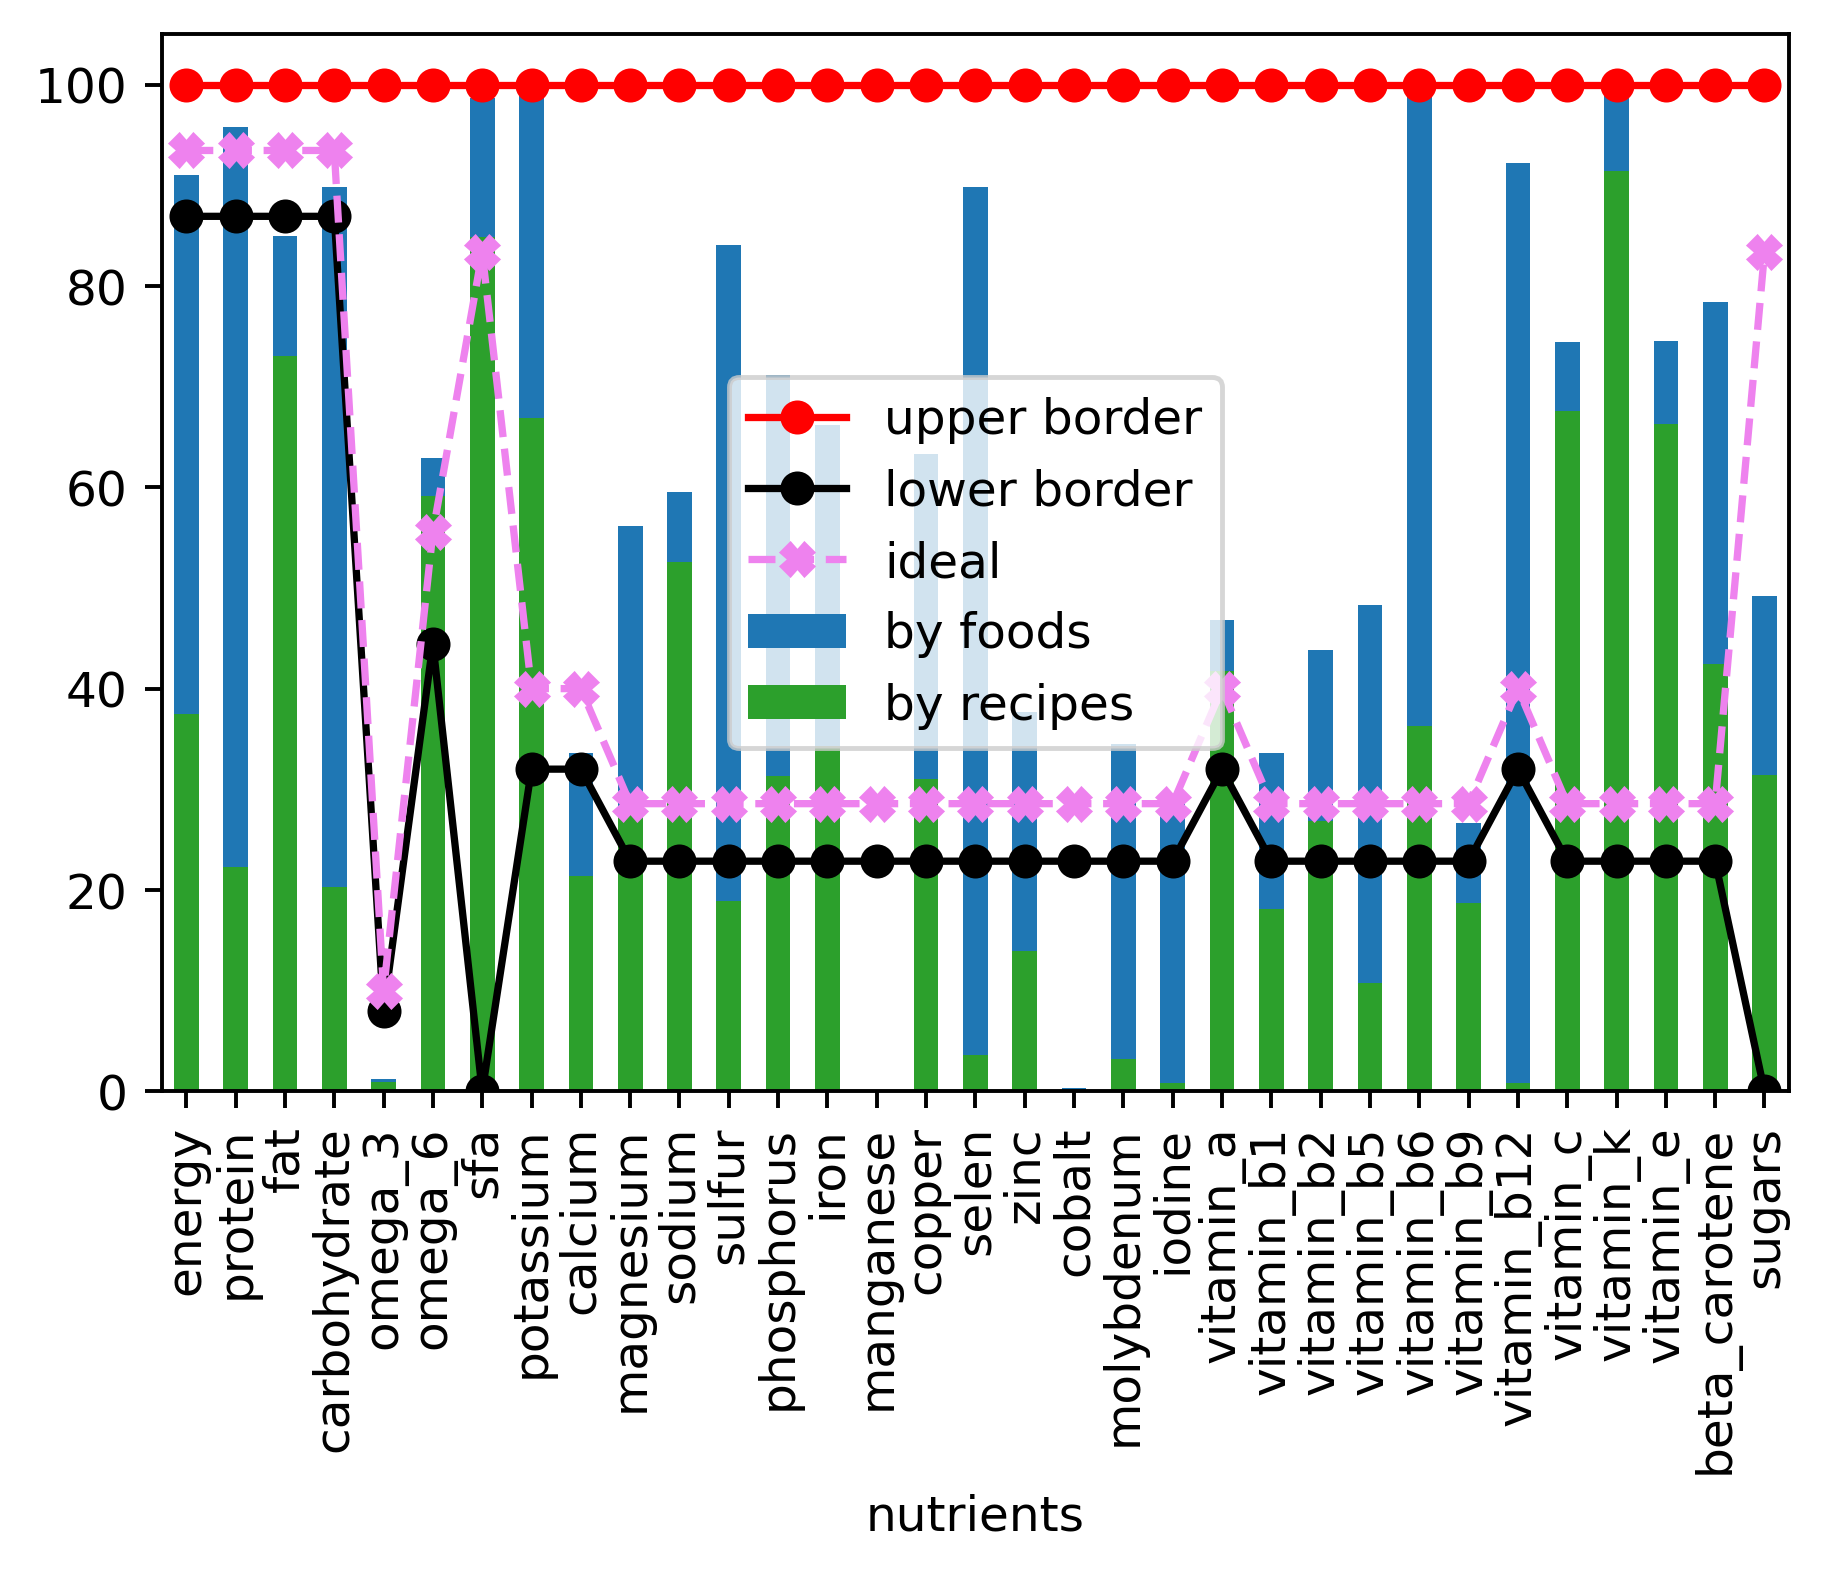 100
80
60
40
20
0
upper border
lower border
ideal
by foods
by recipes
energy
protein
fat
carbohydrate
omega_3
omega_6
sfa
potassium
calcium
magnesium
sodium
sulfur
phosphorus
iron
manganese
copper
selen
zinc
cobalt
molybdenum
iodine
vitamin_a
vitamin_b1
vitamin_b2
vitamin_b5
vitamin_b6
vitamin_b9
vitamin_b12
vitamin_c
vitamin_k
vitamin_e
beta_carotene
sugars
nutrients